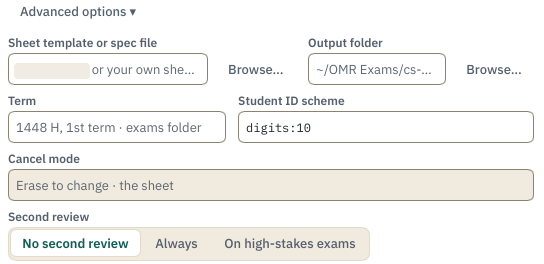 Advanced options ▾
Sheet template or spec file
Output folder
or your own she...
Browse...
~/OMR Exams/cs-...
Browse...
Term
Student ID scheme
1448 H, 1st term · exams folder
digits:10
Cancel mode
Erase to change · the sheet
Second review
No second review
Always
On high-stakes exams